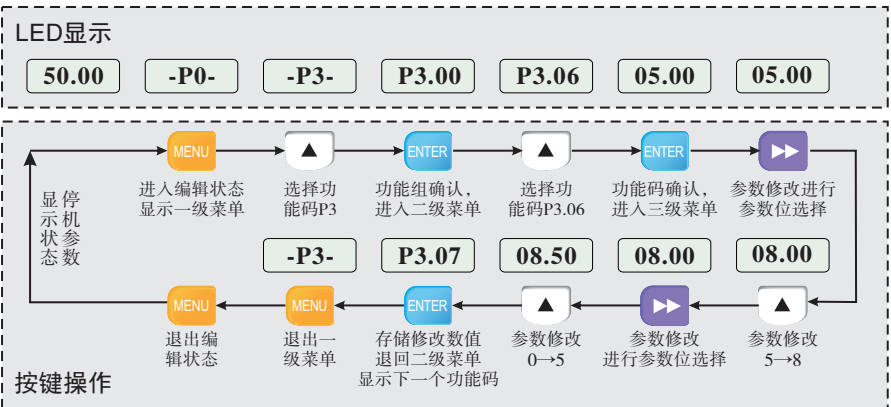 LED显示
50.00 -P0- -P3- P3.00 P3.06 05.00 05.00
MENU ENTER ENTER
进入编辑状态
显示一级菜单
选择功
能码P3
功能组确认，
进入二级菜单
选择功
能码P3.06
功能码确认，
进入三级菜单
参数修改进行
参数位选择
停机参数
显示状态
-P3- P3.07 08.50 08.00 08.00
MENU MENU ENTER
退出编
辑状态
退出一
级菜单
存储修改数值
退回二级菜单
显示下一个功能码
参数修改
0→5
参数修改
进行参数位选择
参数修改
5→8
按键操作